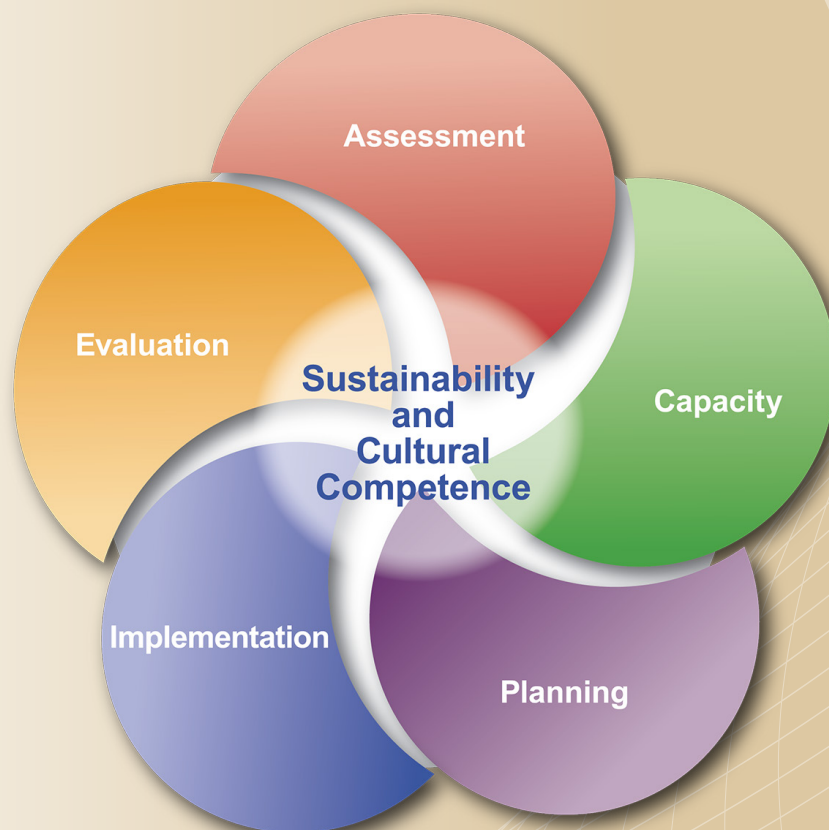 Assessment
Capacity
Planning
Implementation
Evaluation
Sustainability
and
Cultural
Competence